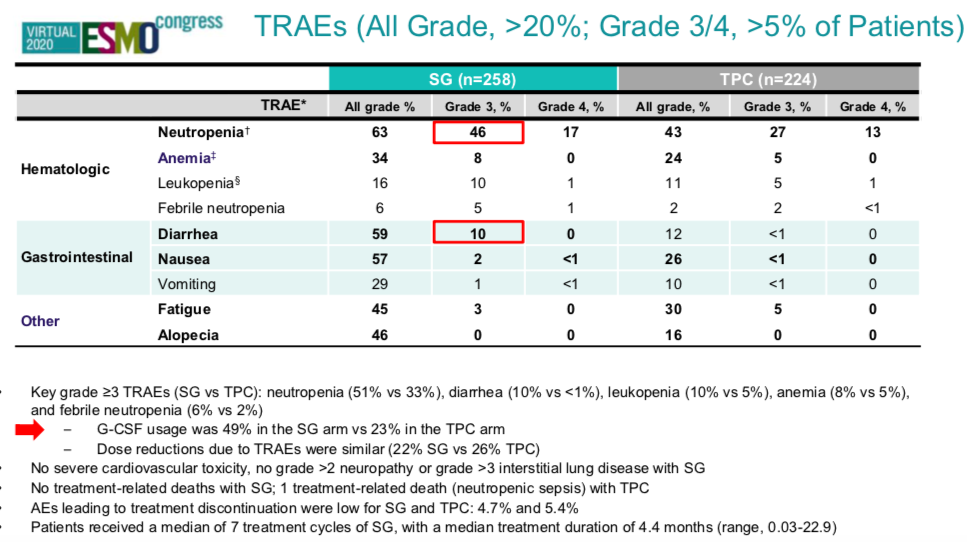 VIRTUAL 2020 ESMO congress
TRAEs (All Grade, >20%; Grade 3/4, >5% of Patients)
SG (n=258) TPC (n=224)
TRAE* All grade % Grade 3, % Grade 4, % All grade, % Grade 3, % Grade 4, %
Hematologic
Neutropenia† 63 46 17 43 27 13
Anemia‡ 34 8 0 24 5 0
Leukopenia§ 16 10 1 11 5 1
Febrile neutropenia 6 5 1 2 2 <1
Gastrointestinal
Diarrhea 59 10 0 12 <1 0
Nausea 57 2 <1 26 <1 0
Vomiting 29 1 <1 10 <1 0
Other
Fatigue 45 3 0 30 5 0
Alopecia 46 0 0 16 0 0
• Key grade ≥3 TRAEs (SG vs TPC): neutropenia (51% vs 33%), diarrhea (10% vs <1%), leukopenia (10% vs 5%), anemia (8% vs 5%),
and febrile neutropenia (6% vs 2%)
– G-CSF usage was 49% in the SG arm vs 23% in the TPC arm
– Dose reductions due to TRAEs were similar (22% SG vs 26% TPC)
• No severe cardiovascular toxicity, no grade >2 neuropathy or grade >3 interstitial lung disease with SG
• No treatment-related deaths with SG; 1 treatment-related death (neutropenic sepsis) with TPC
• AEs leading to treatment discontinuation were low for SG and TPC: 4.7% and 5.4%
• Patients received a median of 7 treatment cycles of SG, with a median treatment duration of 4.4 months (range, 0.03-22.9)